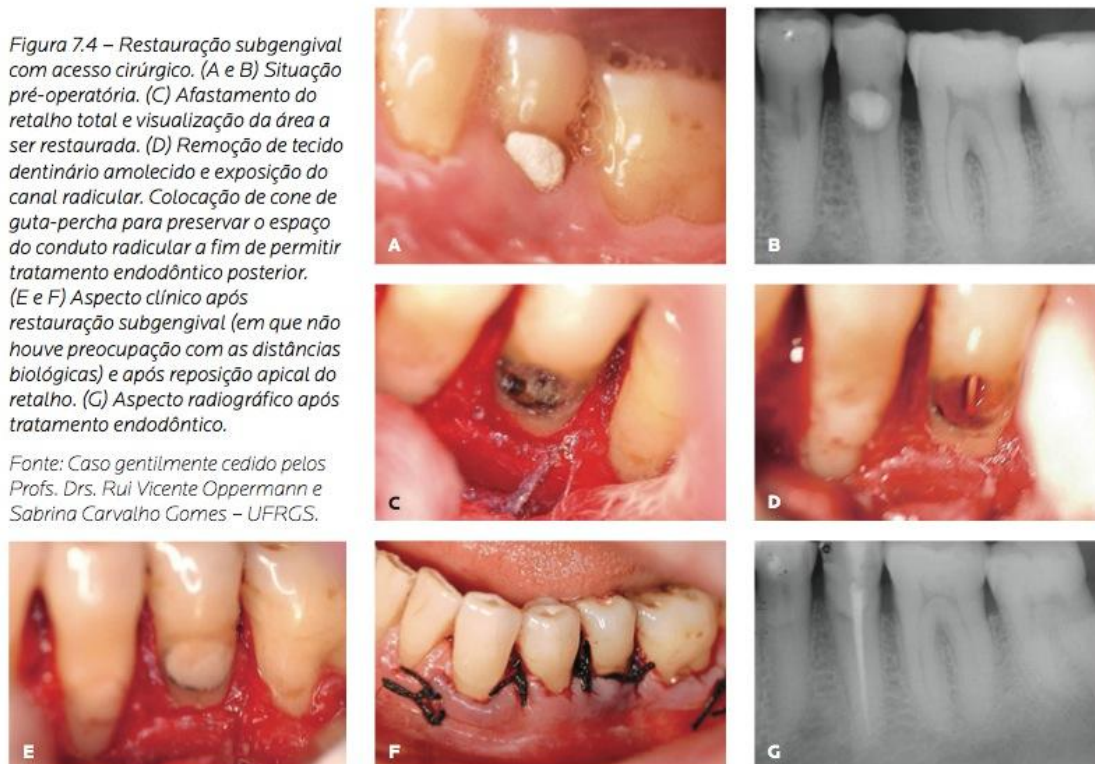 Figura 7.4 – Restauração subgengival
com acesso cirúrgico. (A e B) Situação
pré-operatória. (C) Afastamento do
retalho total e visualização da área a
ser restaurada. (D) Remoção de tecido
dentinário amolecido e exposição do
canal radicular. Colocação de cone de
guta-percha para preservar o espaço
do conduto radicular a fim de permitir
tratamento endodôntico posterior.
(E e F) Aspecto clínico após
restauração subgengival (em que não
houve preocupação com as distâncias
biológicas) e após reposição apical do
retalho. (G) Aspecto radiográfico após
tratamento endodôntico.
Fonte: Caso gentilmente cedido pelos
Profs. Drs. Rui Vicente Oppermann e
Sabrina Carvalho Gomes – UFRGS.
A
B
C
D
E
F
G